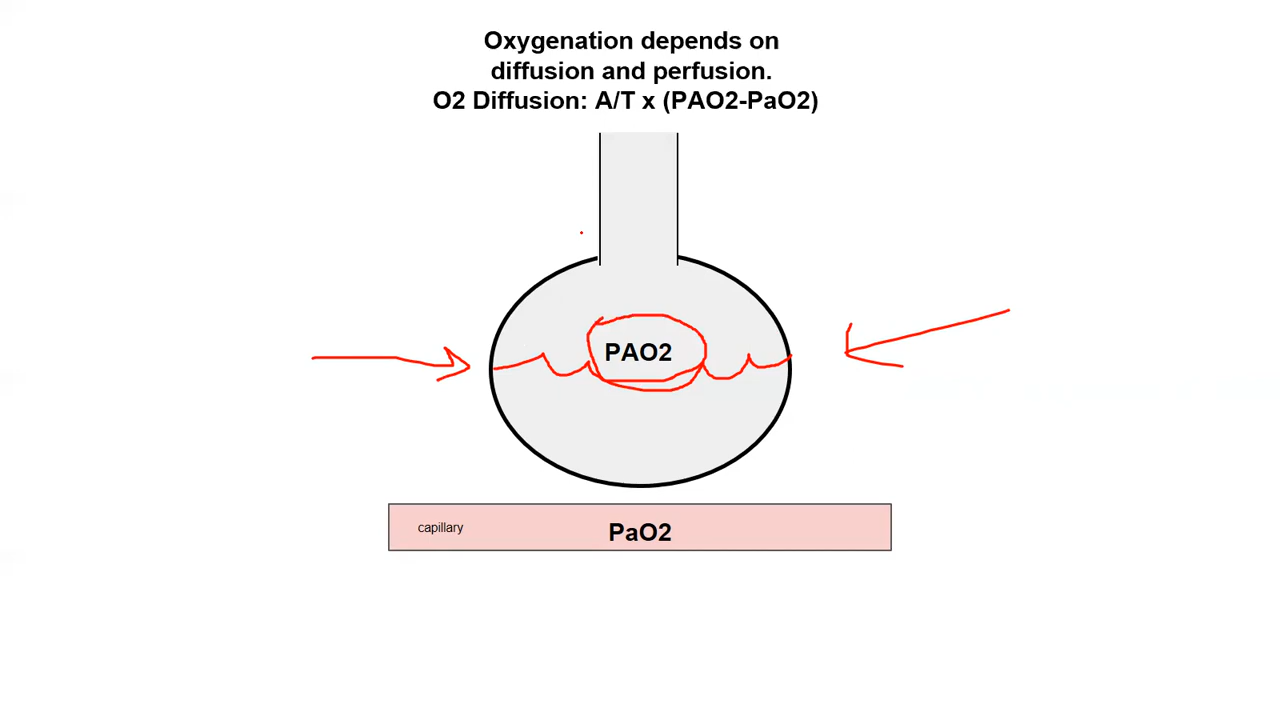 Oxygenation depends on
diffusion and perfusion.
O2 Diffusion: A/T x (PAO2-PaO2)
PAO2
capillary
PaO2